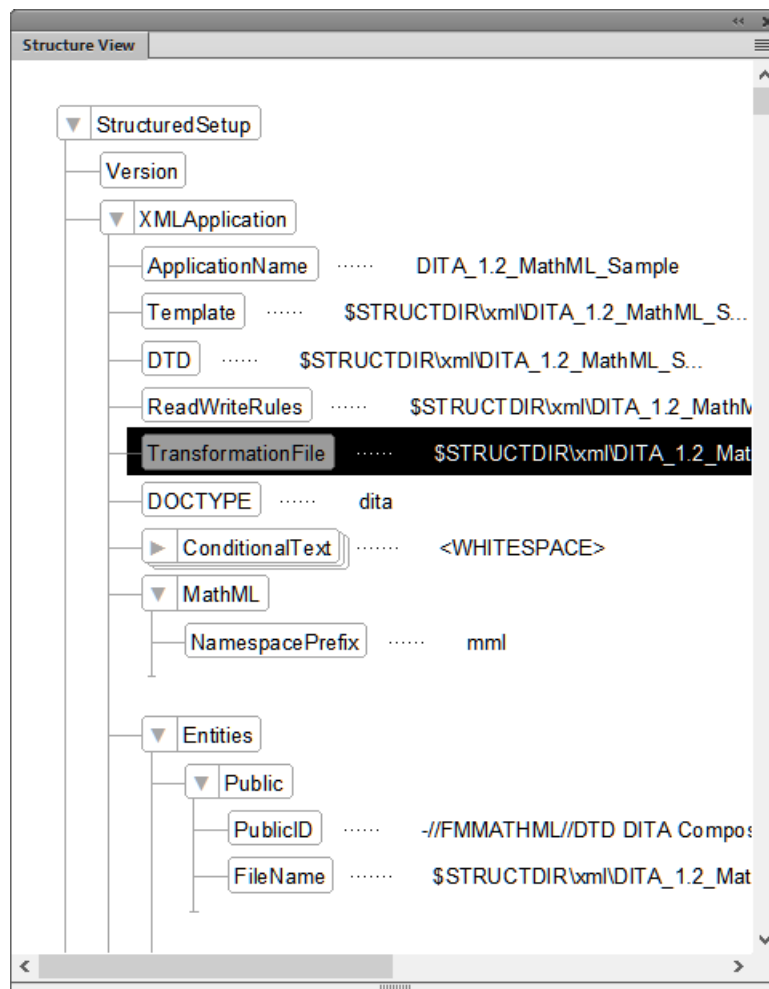 Structure View
StructuredSetup
Version
XMLApplication
ApplicationName ...... DITA_1.2_MathML_Sample
Template ...... $STRUCTDIR\xml\DITA_1.2_MathML_S...
DTD ...... $STRUCTDIR\xml\DITA_1.2_MathML_S...
ReadWriteRules ...... $STRUCTDIR\xml\DITA_1.2_MathM
TransformationFile ...... $STRUCTDIR\xml\DITA_1.2_Mat
DOCTYPE ...... dita
ConditionalText ....... <WHITESPACE>
MathML
NamespacePrefix ...... mml
Entities
Public
PublicID ...... -//FMMATHML//DTD DITA Compos
FileName ....... $STRUCTDIR\xml\DITA_1.2_Mat